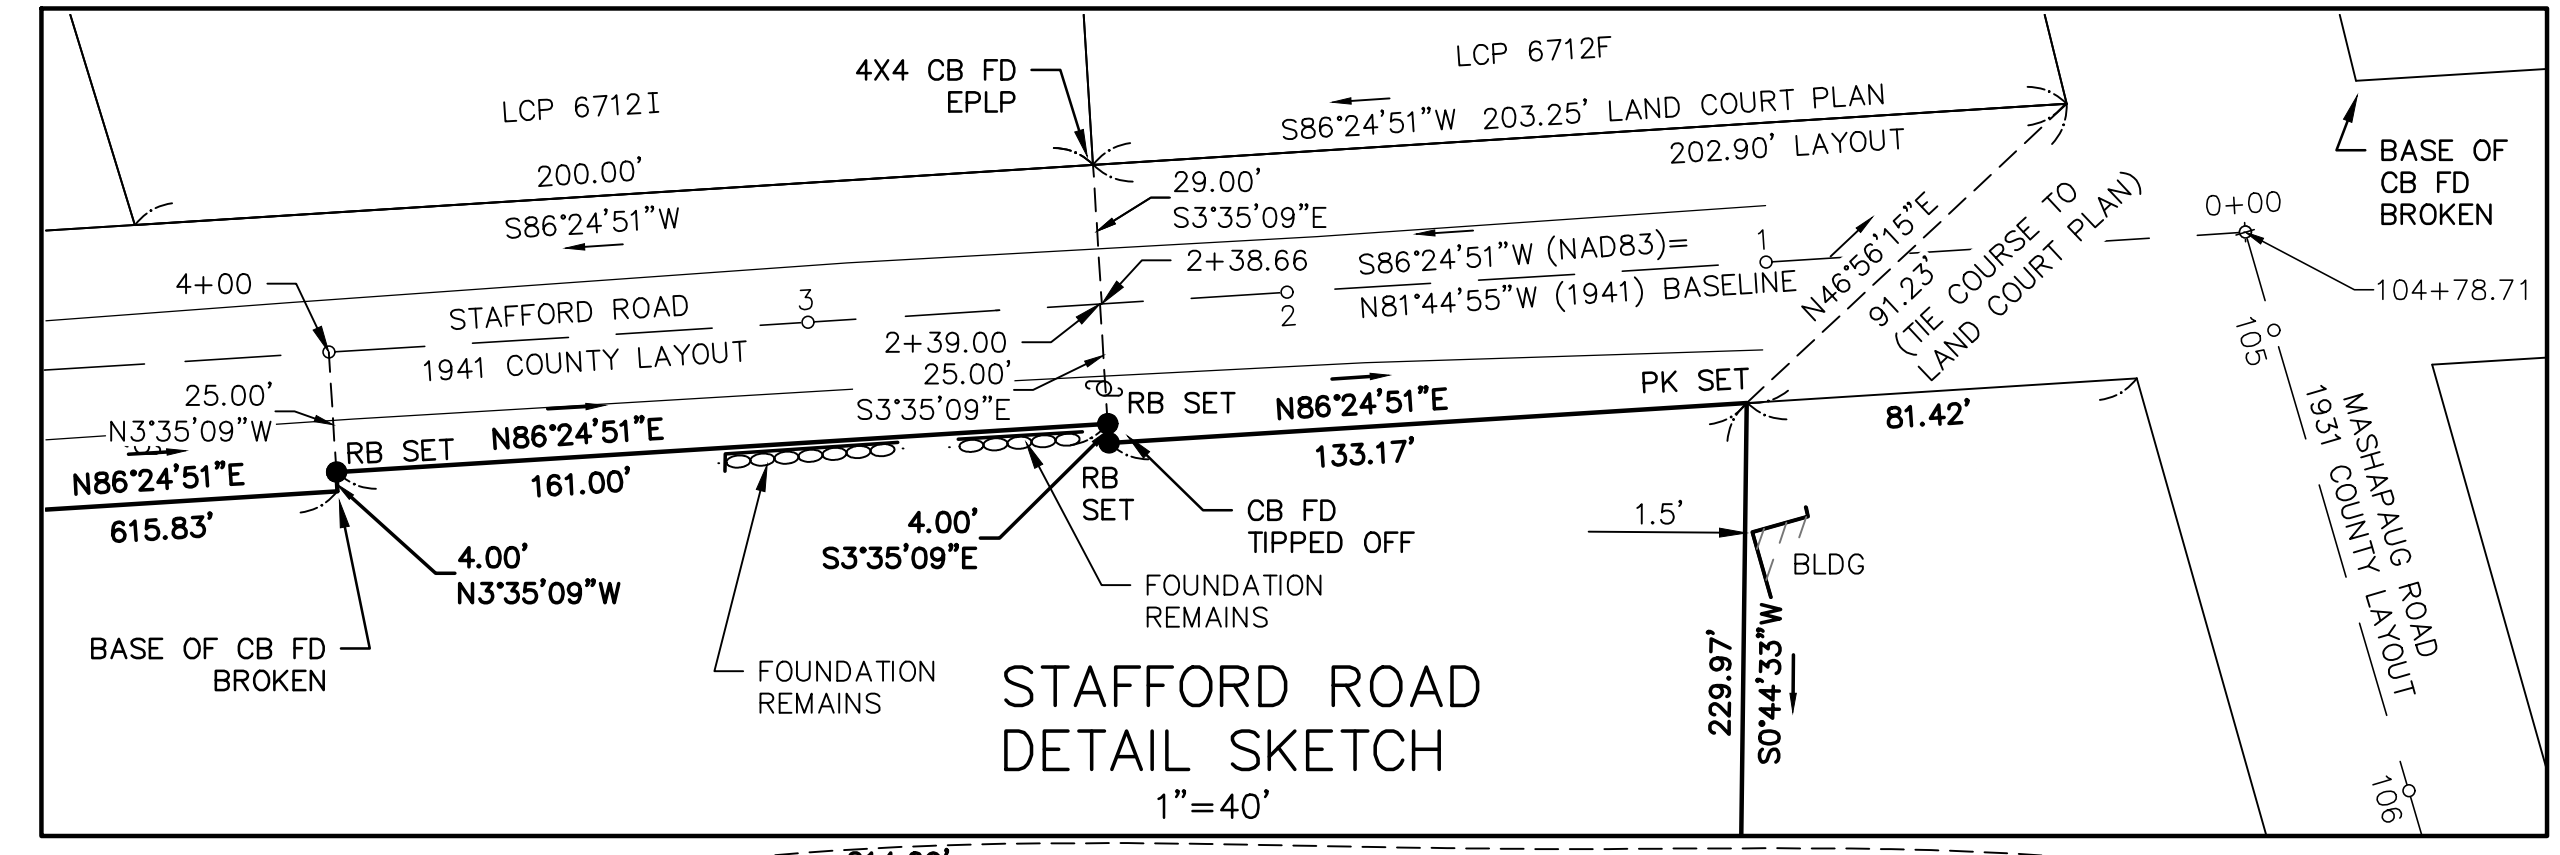 LCP 6712I
200.00'
S86°24'51"W
4X4 CB FD
EPLP
LCP 6712F
S86°24'51"W 203.25' LAND COURT PLAN
202.90' LAYOUT
BASE OF
CB FD
BROKEN
29.00'
S3°35'09"E
2+38.66
S86°24'51"W (NAD83)=
N81°44'55"W (1941) BASELINE
1
2
3
N46°56'15"E
91.23'
(TIE COURSE TO
LAND COURT PLAN)
0+00
104+78.71
105
MASHAPAUG ROAD
1931 COUNTY LAYOUT
106
4+00
STAFFORD ROAD
1941 COUNTY LAYOUT
2+39.00
25.00'
S3°35'09"E
25.00'
N3°35'09"W
N86°24'51"E
615.83'
RB SET
N86°24'51"E
161.00'
RB SET
N86°24'51"E
133.17'
PK SET
81.42'
RB
SET
CB FD
TIPPED OFF
4.00'
S3°35'09"E
4.00'
N3°35'09"W
BASE OF CB FD
BROKEN
FOUNDATION
REMAINS
FOUNDATION
REMAINS
1.5'
BLDG
229.97'
S0°44'33"W
STAFFORD ROAD
DETAIL SKETCH
1"=40'